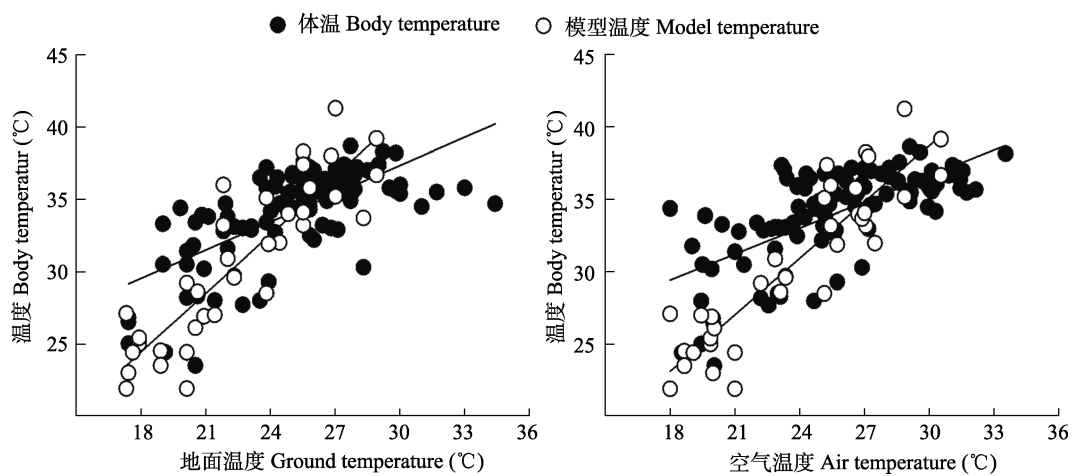 体温 Body temperature 模型温度 Model temperature
温度 Body temperatur (℃)
45
40
35
30
25
18 21 24 27 30 33 36
地面温度 Ground temperature (℃)
温度 Body temperatur (℃)
45
40
35
30
25
18 21 24 27 30 33 36
空气温度 Air temperature (℃)